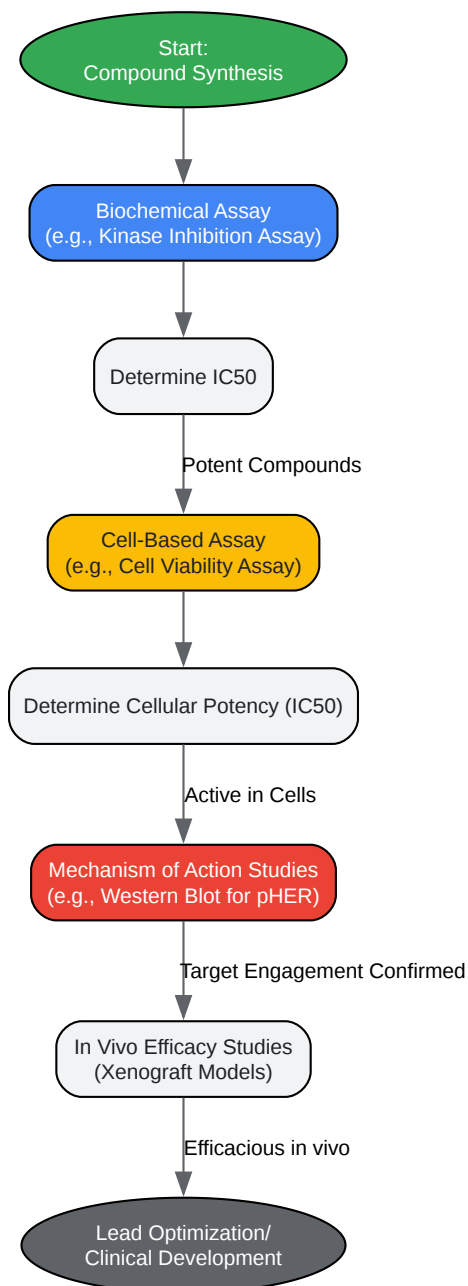 Start:
Compound Synthesis
Biochemical Assay
(e.g., Kinase Inhibition Assay)
Determine IC50
Potent Compounds
Cell-Based Assay
(e.g., Cell Viability Assay)
Determine Cellular Potency (IC50)
Active in Cells
Mechanism of Action Studies
(e.g., Western Blot for pHER)
Target Engagement Confirmed
In Vivo Efficacy Studies
(Xenograft Models)
Efficacious in vivo
Lead Optimization/
Clinical Development